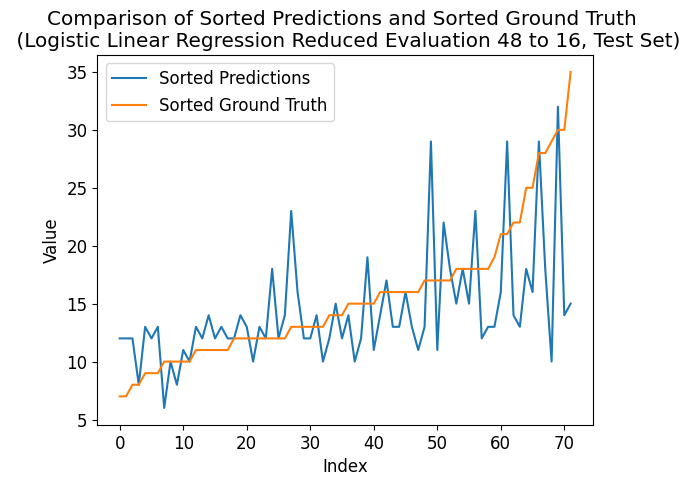 Comparison of Sorted Predictions and Sorted Ground Truth
(Logistic Linear Regression Reduced Evaluation 48 to 16, Test Set)
Sorted Predictions
Sorted Ground Truth
35
30
25
20
15
10
5
Value
0 10 20 30 40 50 60 70
Index